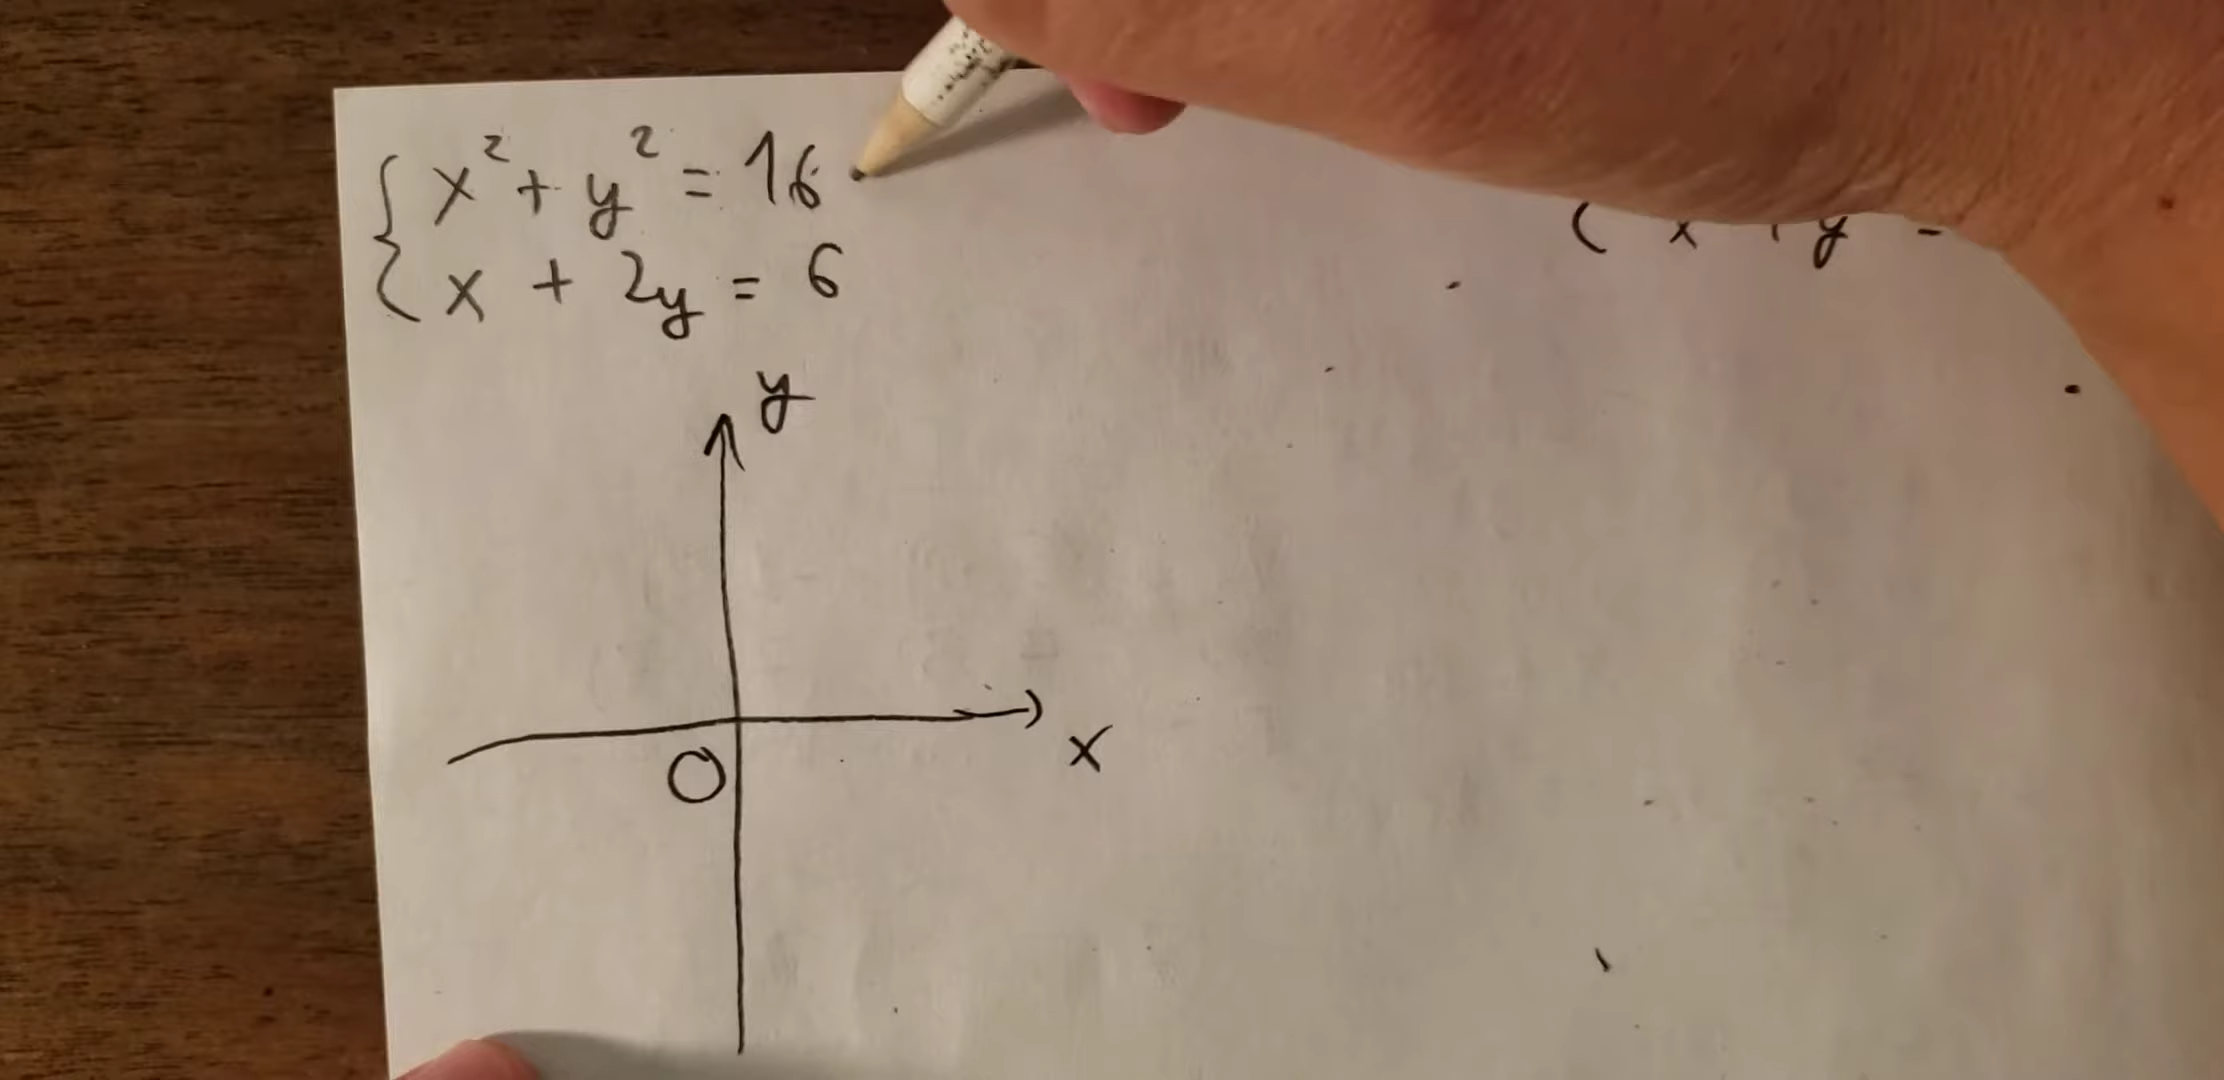 x² + y² = 16
x + 2y = 6
y
x
O